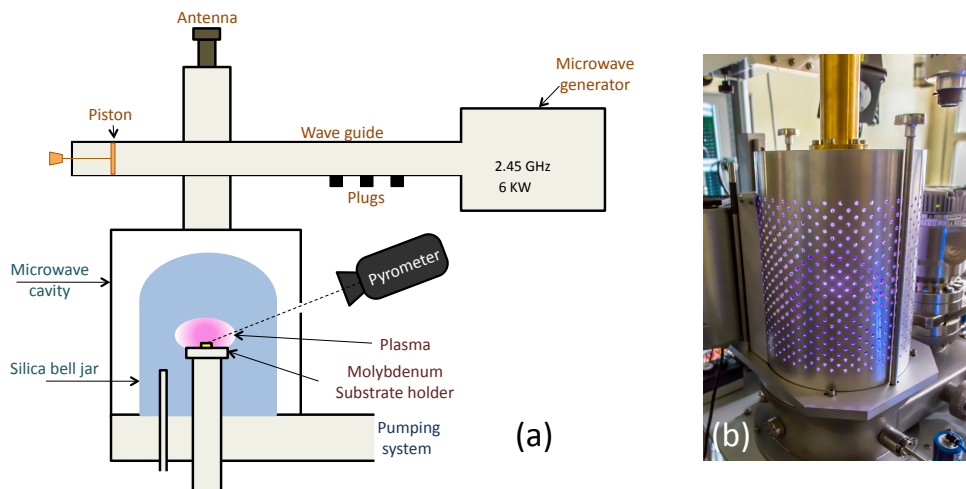 Antenna
Microwave
generator
Piston
Wave guide
2.45 GHz
6 KW
Plugs
Microwave
cavity
Pyrometer
Plasma
Silica bell jar
Molybdenum
Substrate holder
Pumping
system
(a)
(b)